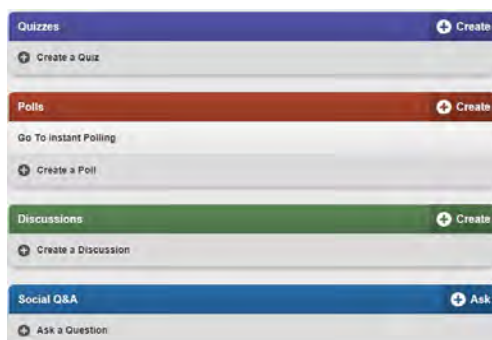 Quizzes Create
Create a Quiz
Polls Create
Go To Instant Polling
Create a Poll
Discussions Create
Create a Discussion
Social Q&A Ask
Ask a Question